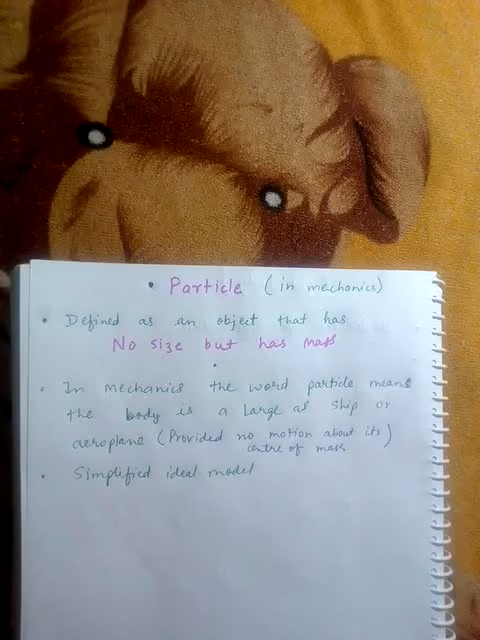 • Particle (in mechanics)
• Defined as an object that has
No size but has mass
• In mechanics the word particle means
the body is a large as ship or
aeroplane (Provided no motion about its
centre of mass)
• Simplified ideal model